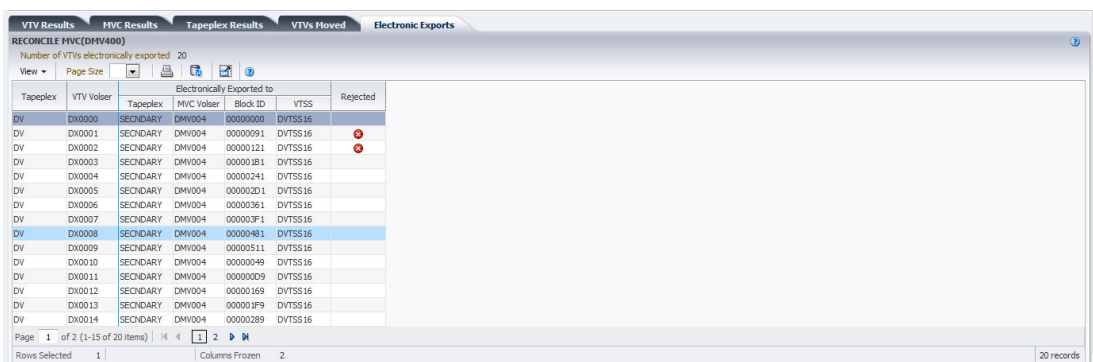 VTV Results MVC Results Tapeplex Results VTVs Moved Electronic Exports
RECONCILE MVC(DMV400)
Number of VTVs electronically exported 20
View Page Size
Tapeplex VTV Volser Electronically Exported to Rejected
Tapeplex MVC Volser Block ID VTSS
DV DX0000 SECNDARY DMV004 00000000 DVTSS16
DV DX0001 SECNDARY DMV004 00000091 DVTSS16
DV DX0002 SECNDARY DMV004 00000121 DVTSS16
DV DX0003 SECNDARY DMV004 000001B1 DVTSS16
DV DX0004 SECNDARY DMV004 00000241 DVTSS16
DV DX0005 SECNDARY DMV004 000002D1 DVTSS16
DV DX0006 SECNDARY DMV004 00000361 DVTSS16
DV DX0007 SECNDARY DMV004 000003F1 DVTSS16
DV DX0008 SECNDARY DMV004 00000481 DVTSS16
DV DX0009 SECNDARY DMV004 00000511 DVTSS16
DV DX0010 SECNDARY DMV004 00000049 DVTSS16
DV DX0011 SECNDARY DMV004 000000D9 DVTSS16
DV DX0012 SECNDARY DMV004 00000169 DVTSS16
DV DX0013 SECNDARY DMV004 000001F9 DVTSS16
DV DX0014 SECNDARY DMV004 00000289 DVTSS16
Page 1 of 2 (1-15 of 20 items) 1 2
Rows Selected 1 Columns Frozen 2 20 records